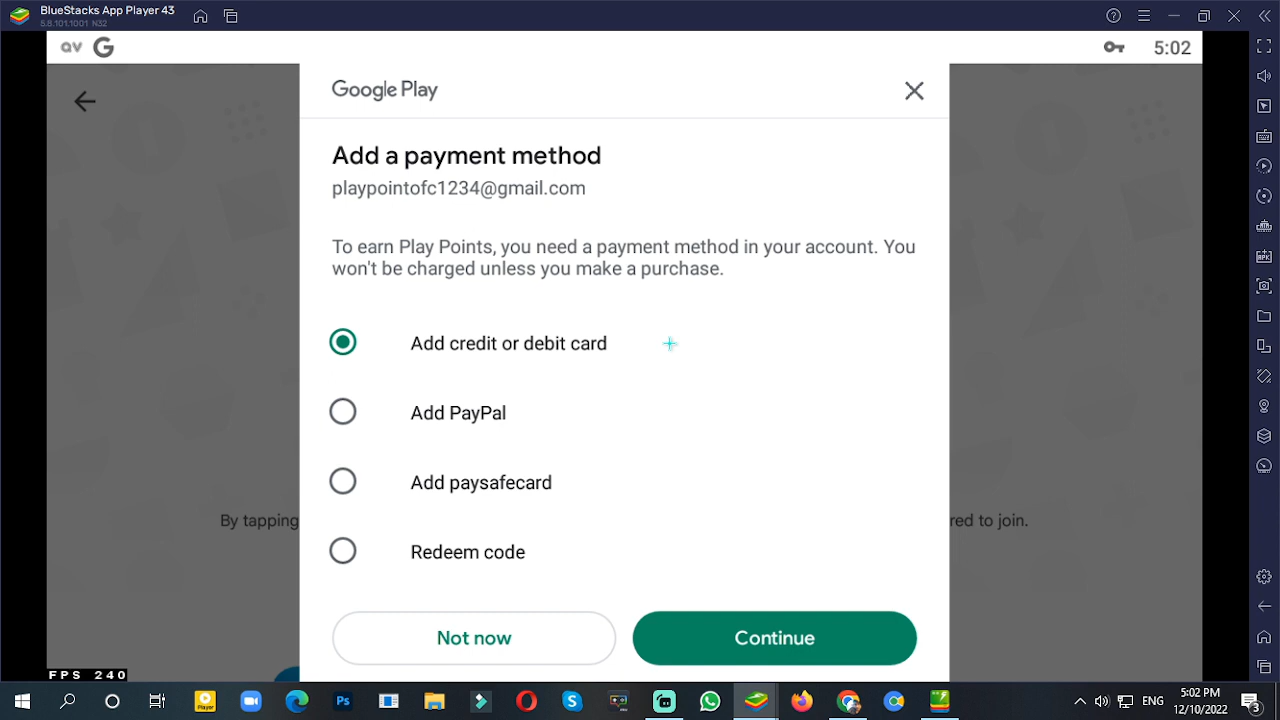 BlueStacks App Player 43
5.8.101.1001 N32
5:02
Google Play
Add a payment method
playpointofc1234@gmail.com
To earn Play Points, you need a payment method in your account. You
won't be charged unless you make a purchase.
Add credit or debit card
Add PayPal
Add paysafecard
By tapping
red to join.
Redeem code
Not now
Continue
FPS 240
ENG
5:02 PM
12/10/2022
3